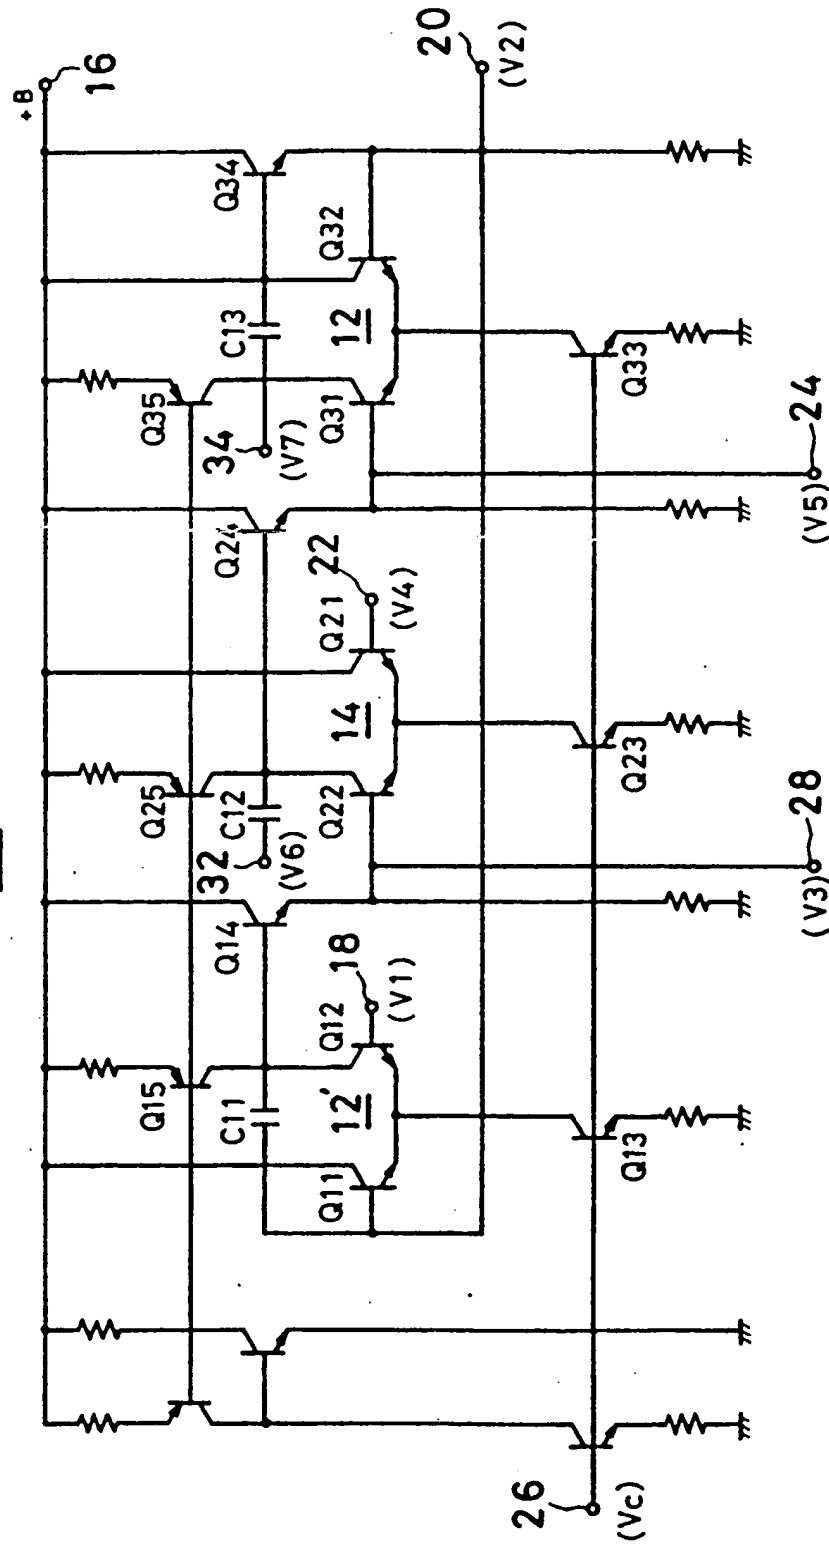 +B
16
Q34
Q32
C13
12
Q35
34
(V7)
Q31
Q33
20
(V2)
24
(V5)
Q24
22
(V4)
Q21
14
Q25
C12
32
(V6)
Q22
Q23
28
(V3)
Q14
18
(V1)
Q12
Q15
C11
12'
Q11
Q13
26
(Vc)